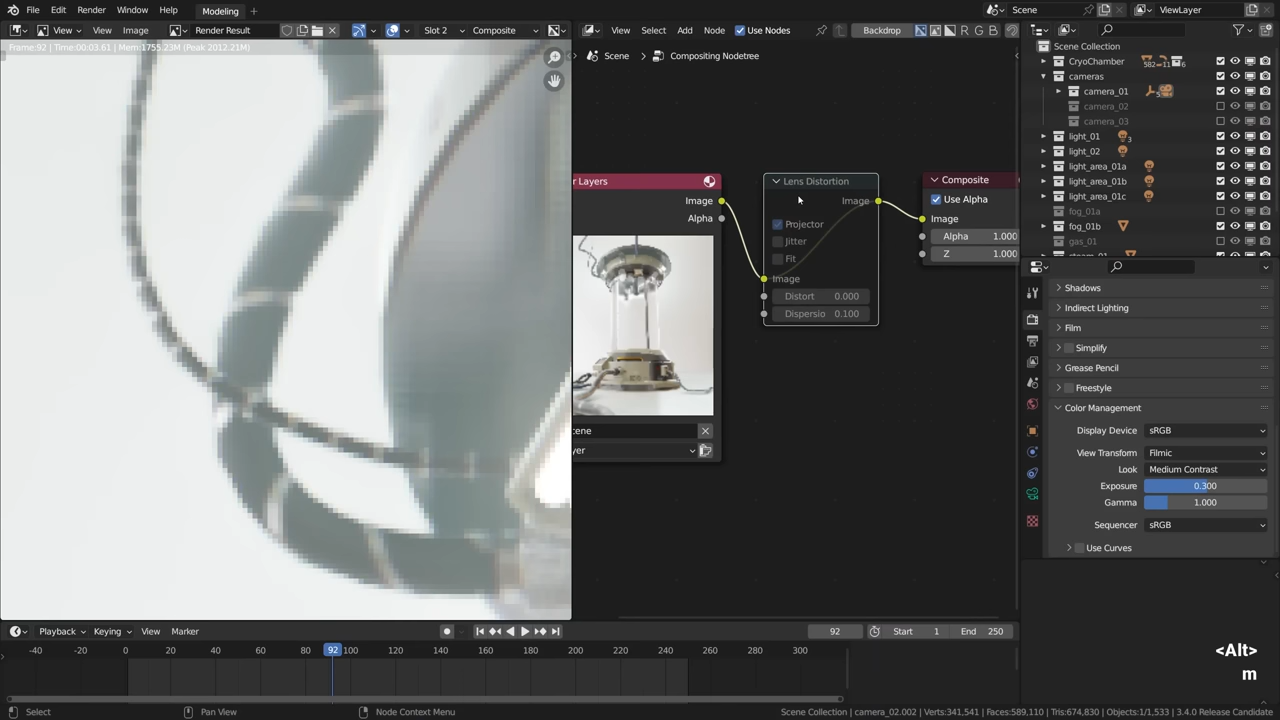 File Edit Render Window Help Modeling Scene ViewLayer
View View Image Render Result Slot 2 Composite View Select Add Node Use Nodes Backdrop R G B
Frame:92 | Time:00:03.61 | Mem:1755.23M (Peak 2012.21M)
Scene Compositing Nodetree
r Layers
Image
Alpha
cene
yer
Lens Distortion
Image
Projector
Jitter
Fit
Image
Distort 0.000
Dispersio 0.100
Composite
Use Alpha
Image
Alpha 1.000
Z 1.000
Scene Collection
CryoChamber 582 11 6
cameras
camera_01 5
camera_02
camera_03
light_01 3
light_02
light_area_01a
light_area_01b
light_area_01c
fog_01a
fog_01b
gas_01
Shadows
Indirect Lighting
Film
Simplify
Grease Pencil
Freestyle
Color Management
Display Device sRGB
View Transform Filmic
Look Medium Contrast
Exposure 0.300
Gamma 1.000
Sequencer sRGB
Use Curves
Playback Keying View Marker 92 Start 1 End 250
-40 -20 0 20 40 60 80 92 100 120 140 160 180 200 220 240 260 280 300
<Alt>
m
Select Pan View Node Context Menu Scene Collection | camera_02.002 | Verts:341,541 | Faces:589,110 | Tris:674,830 | Objects:1/1,533 | 3.4.0 Release Candidate